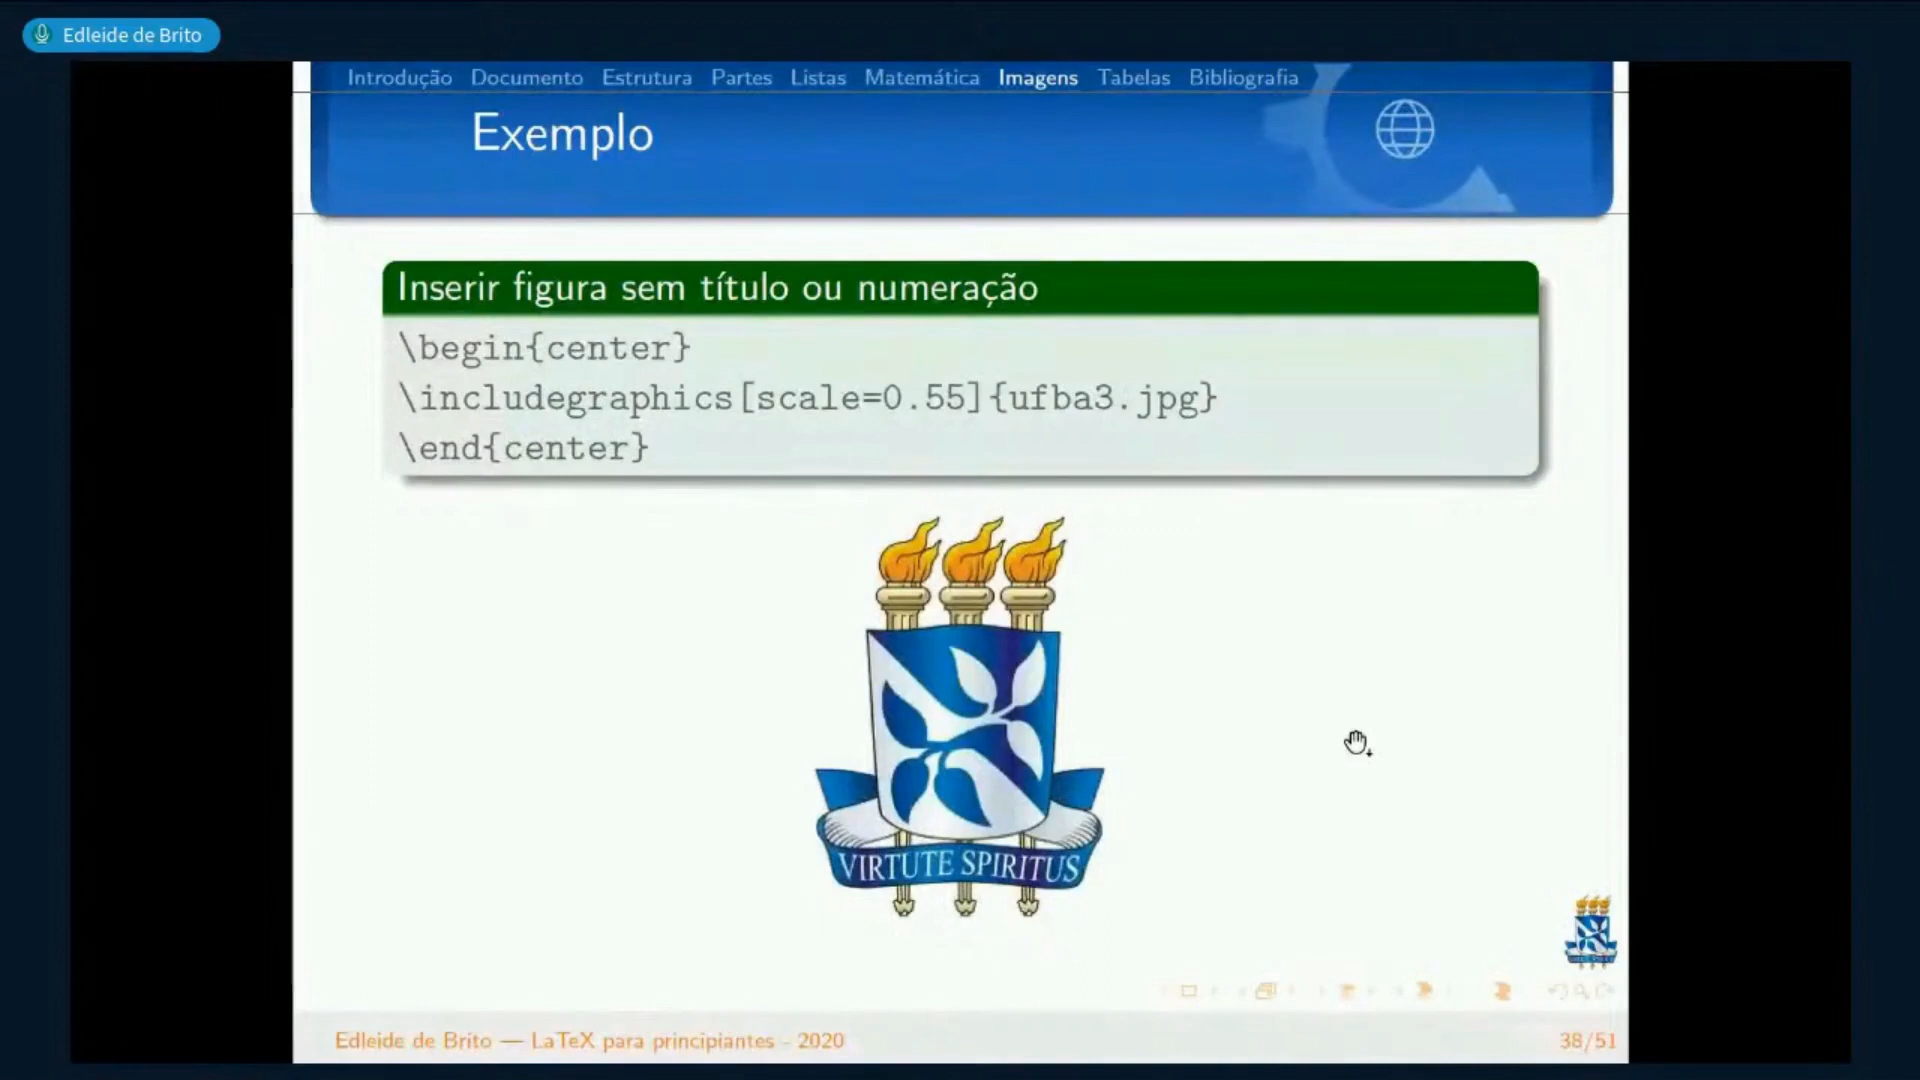 Edleide de Brito
Introdução Documento Estrutura Partes Listas Matemática Imagens Tabelas Bibliografia
Exemplo
Inserir figura sem título ou numeração
\begin{center}
\includegraphics[scale=0.55]{ufba3.jpg}
\end{center}
VIRTUTE SPIRITUS
Edleide de Brito — LaTeX para principiantes - 2020
38/51